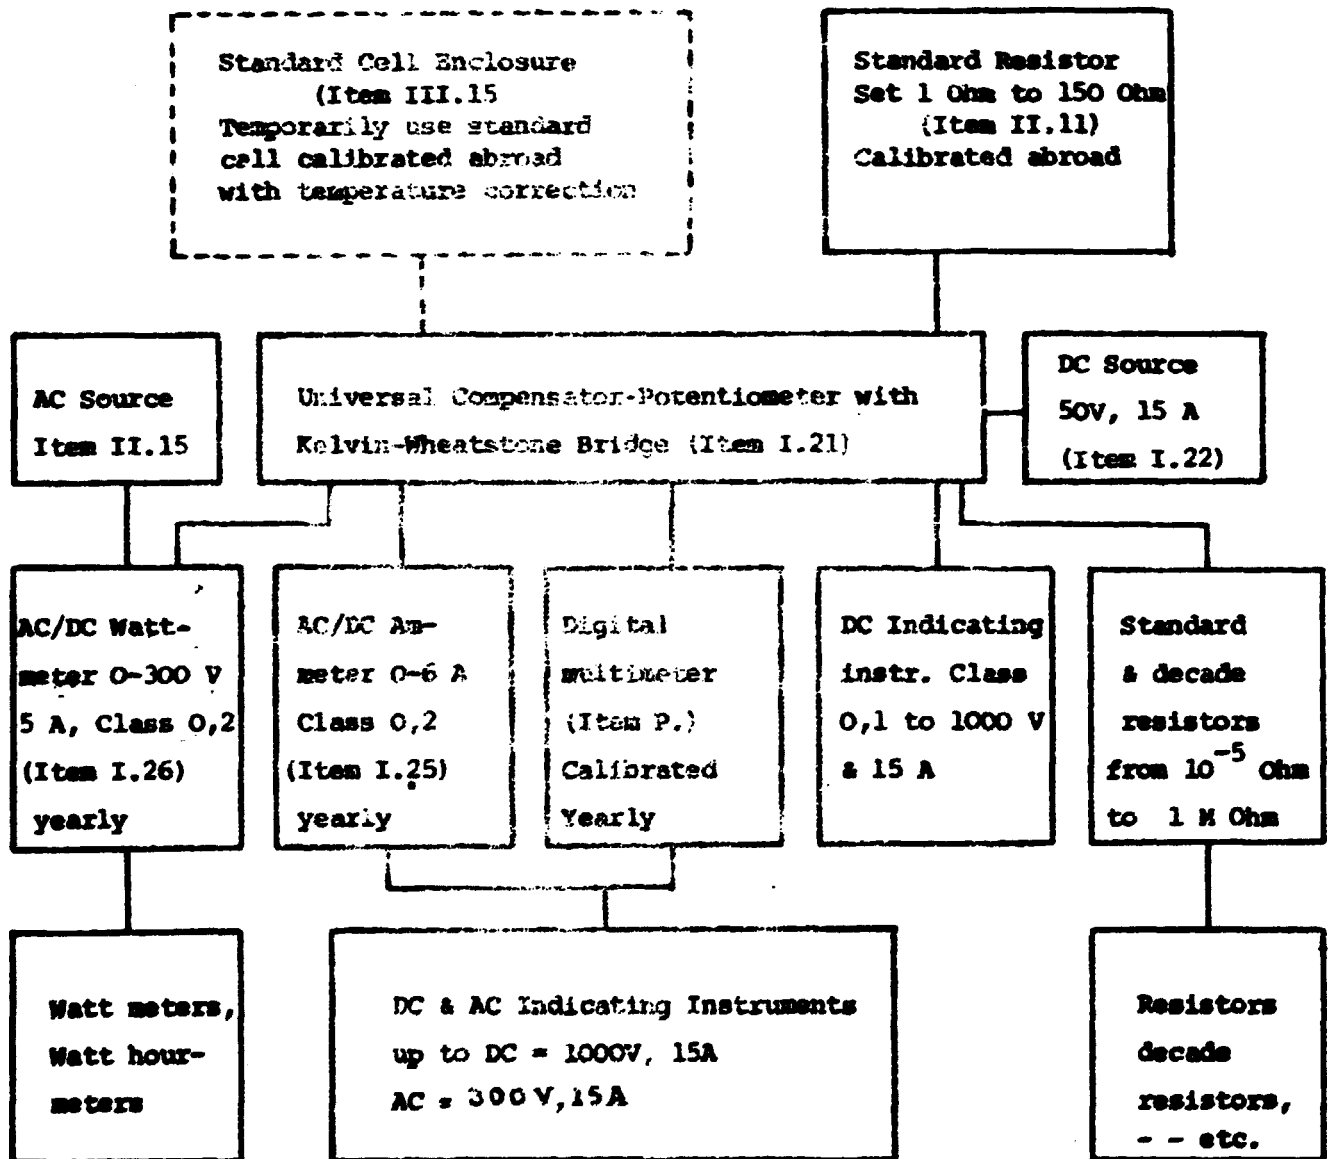 Standard Cell Enclosure
(Item III.15
Temporarily use standard
cell calibrated abroad
with temperature correction
Standard Resistor
Set 1 Ohm to 150 Ohm
(Item II.11)
Calibrated abroad
AC Source
Item II.15
Universal Compensator-Potentiometer with
Kelvin-Wheatstone Bridge (Item I.21)
DC Source
50V, 15 A
(Item I.22)
AC/DC Watt-
meter 0-300 V
5 A, Class 0,2
(Item I.26)
yearly
AC/DC Am-
meter 0-6 A
Class 0,2
(Item I.25)
yearly
Digital
multimeter
(Item P.)
Calibrated
Yearly
DC Indicating
instr. Class
0,1 to 1000 V
& 15 A
Standard
& decade
resistors
from 10⁻⁵ Ohm
to 1 M Ohm
Watt meters,
Watt hour-
meters
DC & AC Indicating Instruments
up to DC = 1000V, 15A
AC = 300V, 15A
Resistors
decade
resistors,
- - etc.